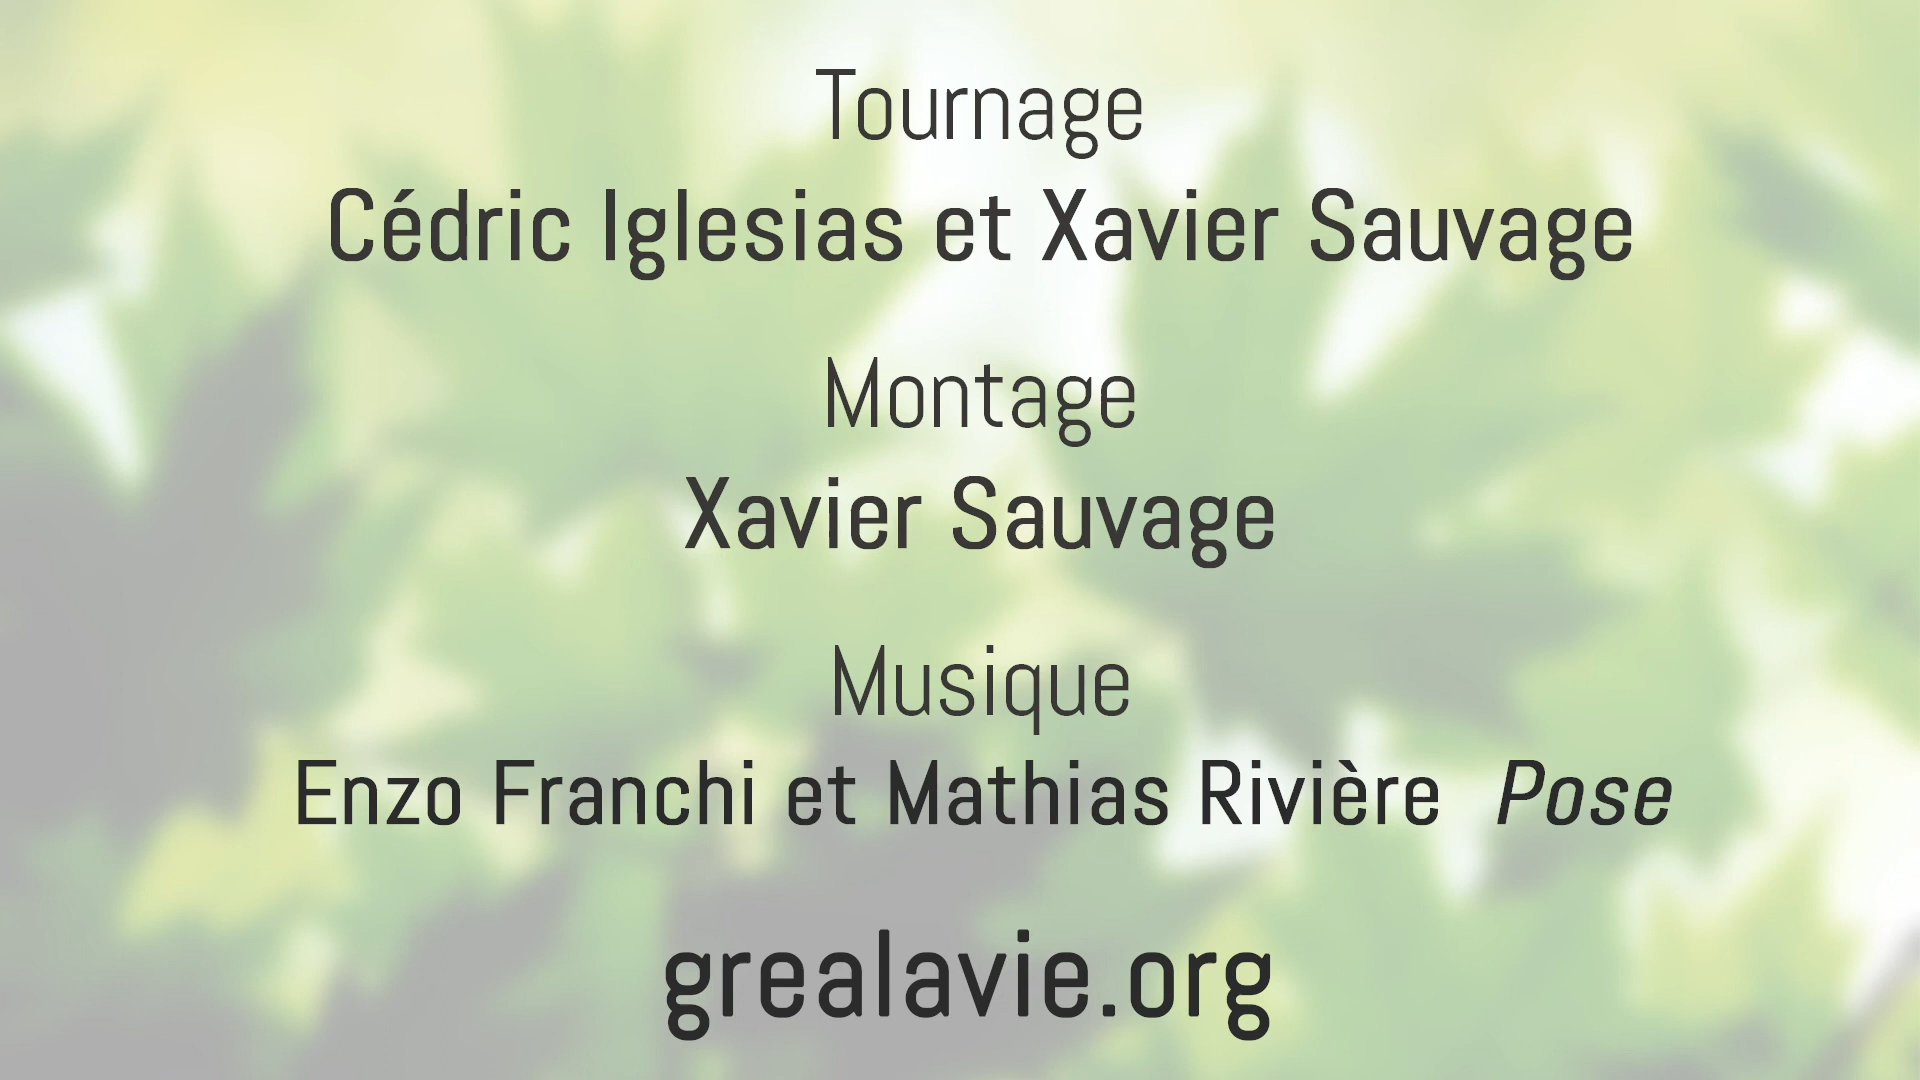 Tournage
Cédric Iglesias et Xavier Sauvage
Montage
Xavier Sauvage
Musique
Enzo Franchi et Mathias Rivière Pose
grealavie.org